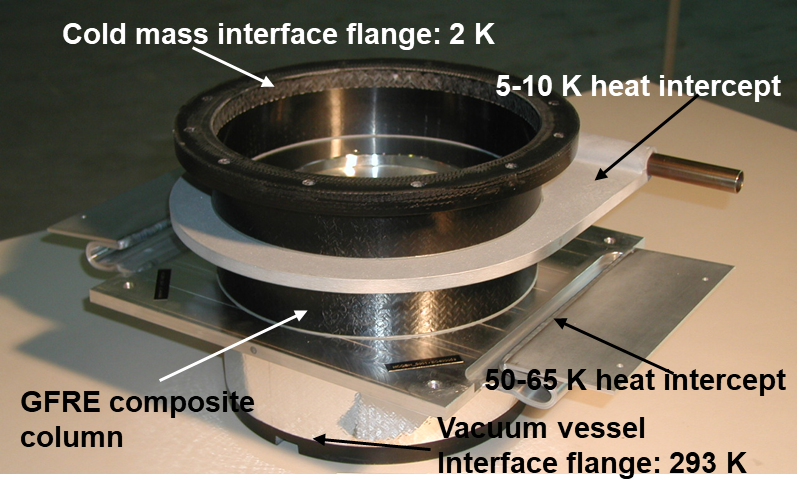 Cold mass interface flange: 2 K
5-10 K heat intercept
50-65 K heat intercept
GFRE composite
column
Vacuum vessel
Interface flange: 293 K